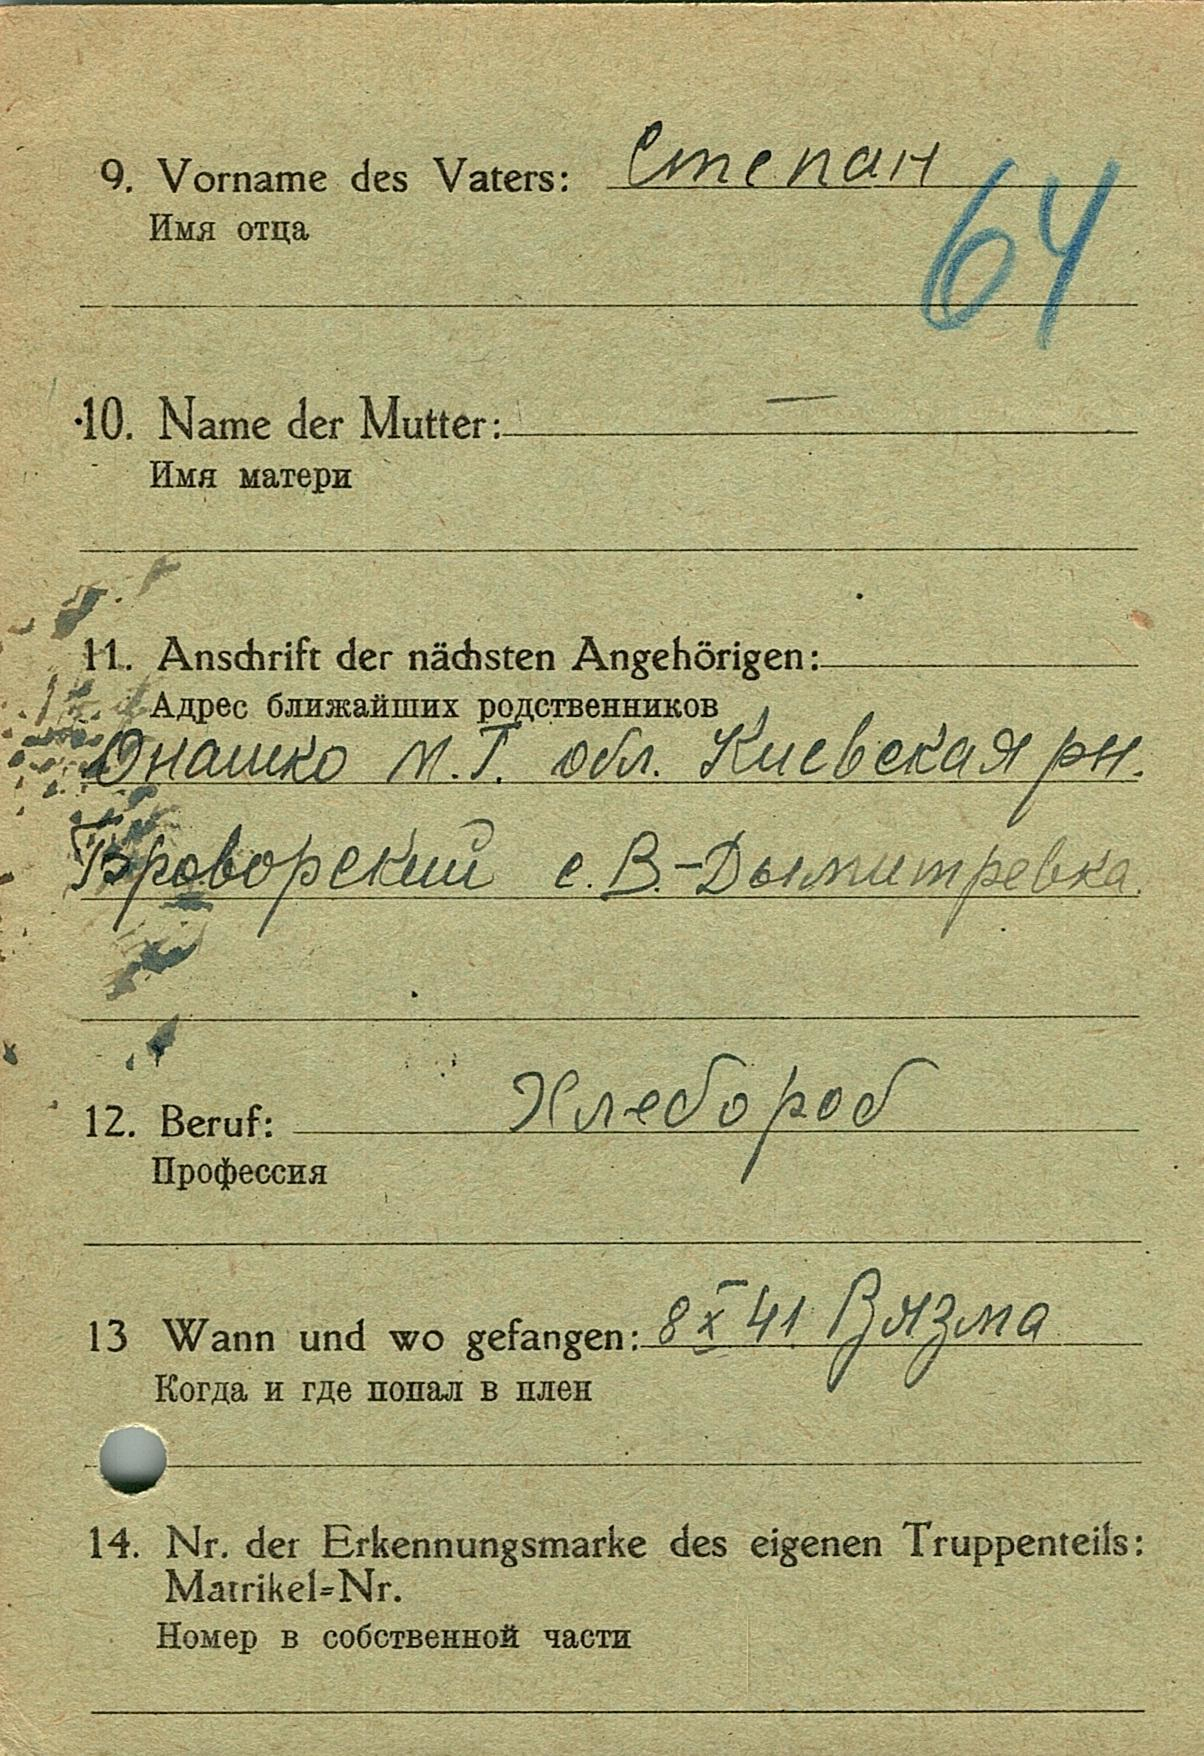 9. Vorname des Vaters: Степан
Имя отца
64
10. Name der Mutter: —
Имя матери
11. Anschrift der nächsten Angehörigen:
Адрес ближайших родственников
Онашко М.Г. обл. Киевская рн.
Броворский с. В.-Дымитревка.
12. Beruf: Хлебороб
Профессия
13 Wann und wo gefangen: 8 X 41 Вязма
Когда и где попал в плен
14. Nr. der Erkennungsmarke des eigenen Truppenteils:
Matrikel=Nr.
Номер в собственной части